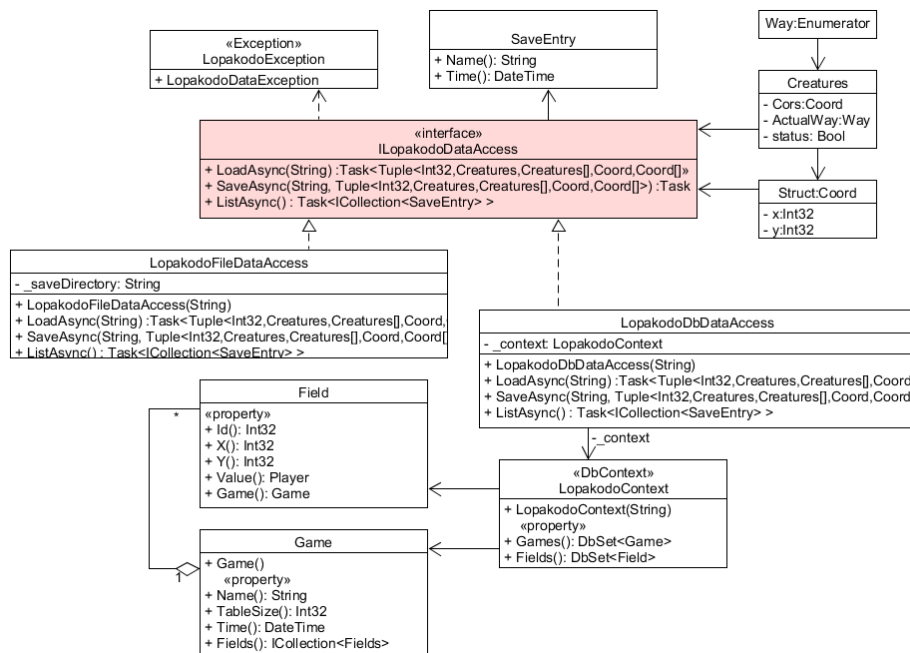 «Exception»
LopakodoException
+ LopakodoDataException
SaveEntry
+ Name(): String
+ Time(): DateTime
Way:Enumerator
Creatures
- Cors:Coord
- ActualWay:Way
- status: Bool
«interface»
ILopakodoDataAccess
+ LoadAsync(String) :Task<Tuple<Int32,Creatures,Creatures[],Coord,Coord[]»
+ SaveAsync(String, Tuple<Int32,Creatures,Creatures[],Coord,Coord[]>) :Task
+ ListAsync() : Task<ICollection<SaveEntry> >
Struct:Coord
- x:Int32
- y:Int32
LopakodoFileDataAccess
- _saveDirectory: String
+ LopakodoFileDataAccess(String)
+ LoadAsync(String) :Task<Tuple<Int32,Creatures,Creatures[],Coord,
+ SaveAsync(String, Tuple<Int32,Creatures,Creatures[],Coord,Coord[
+ ListAsync() : Task<ICollection<SaveEntry> >
LopakodoDbDataAccess
- _context: LopakodoContext
+ LopakodoDbDataAccess(String)
+ LoadAsync(String) :Task<Tuple<Int32,Creatures,Creatures[],Coord
+ SaveAsync(String, Tuple<Int32,Creatures,Creatures[],Coord,Coord
+ ListAsync() : Task<ICollection<SaveEntry> >
-_context
Field
«property»
+ Id(): Int32
+ X(): Int32
+ Y(): Int32
+ Value(): Player
+ Game(): Game
*
1
«DbContext»
LopakodoContext
+ LopakodoContext(String)
«property»
+ Games(): DbSet<Game>
+ Fields(): DbSet<Field>
Game
+ Game()
«property»
+ Name(): String
+ TableSize(): Int32
+ Time(): DateTime
+ Fields(): ICollection<Fields>